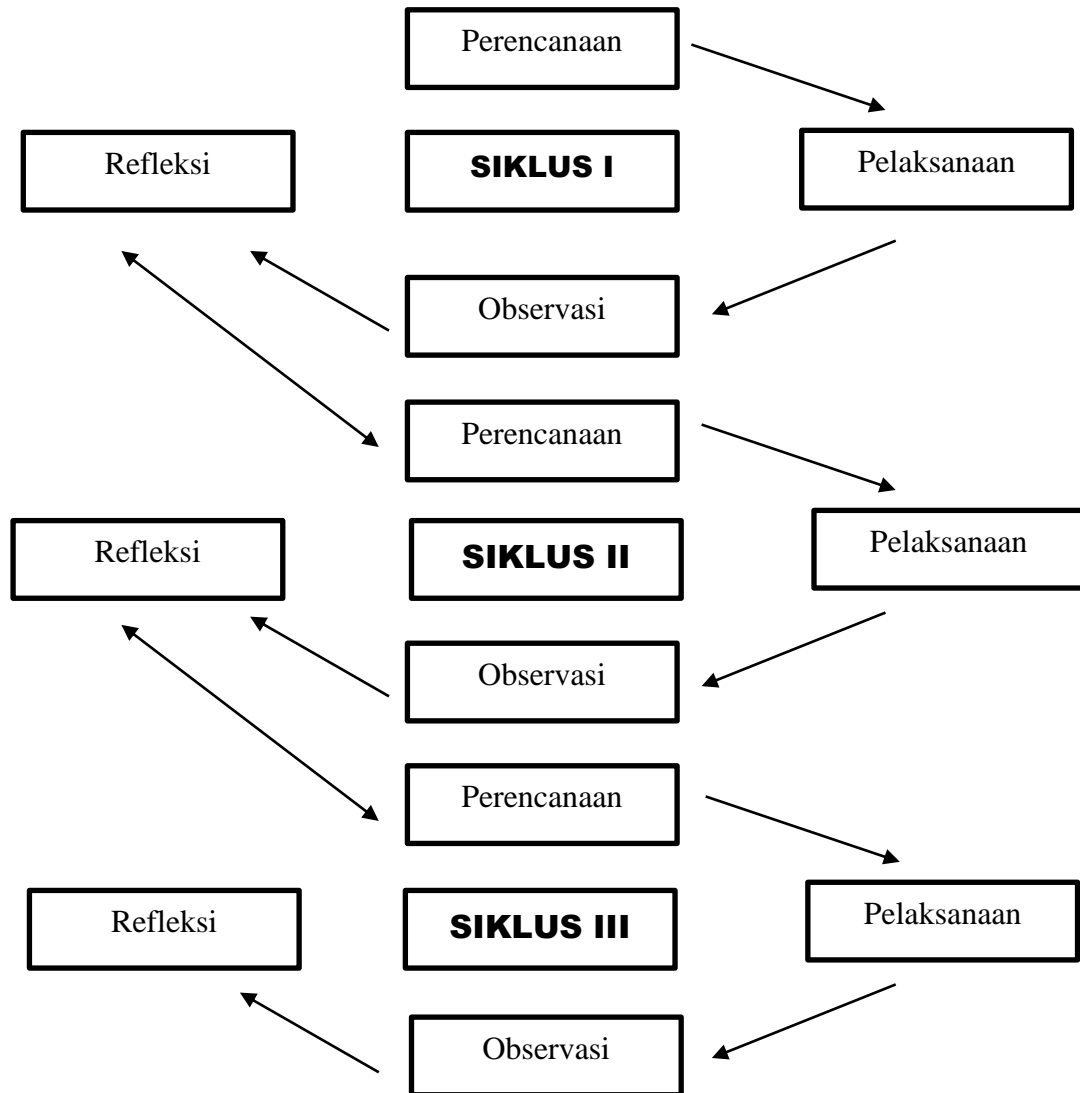 Perencanaan
Refleksi
SIKLUS I
Pelaksanaan
Observasi
Perencanaan
Refleksi
SIKLUS II
Pelaksanaan
Observasi
Perencanaan
Refleksi
SIKLUS III
Pelaksanaan
Observasi